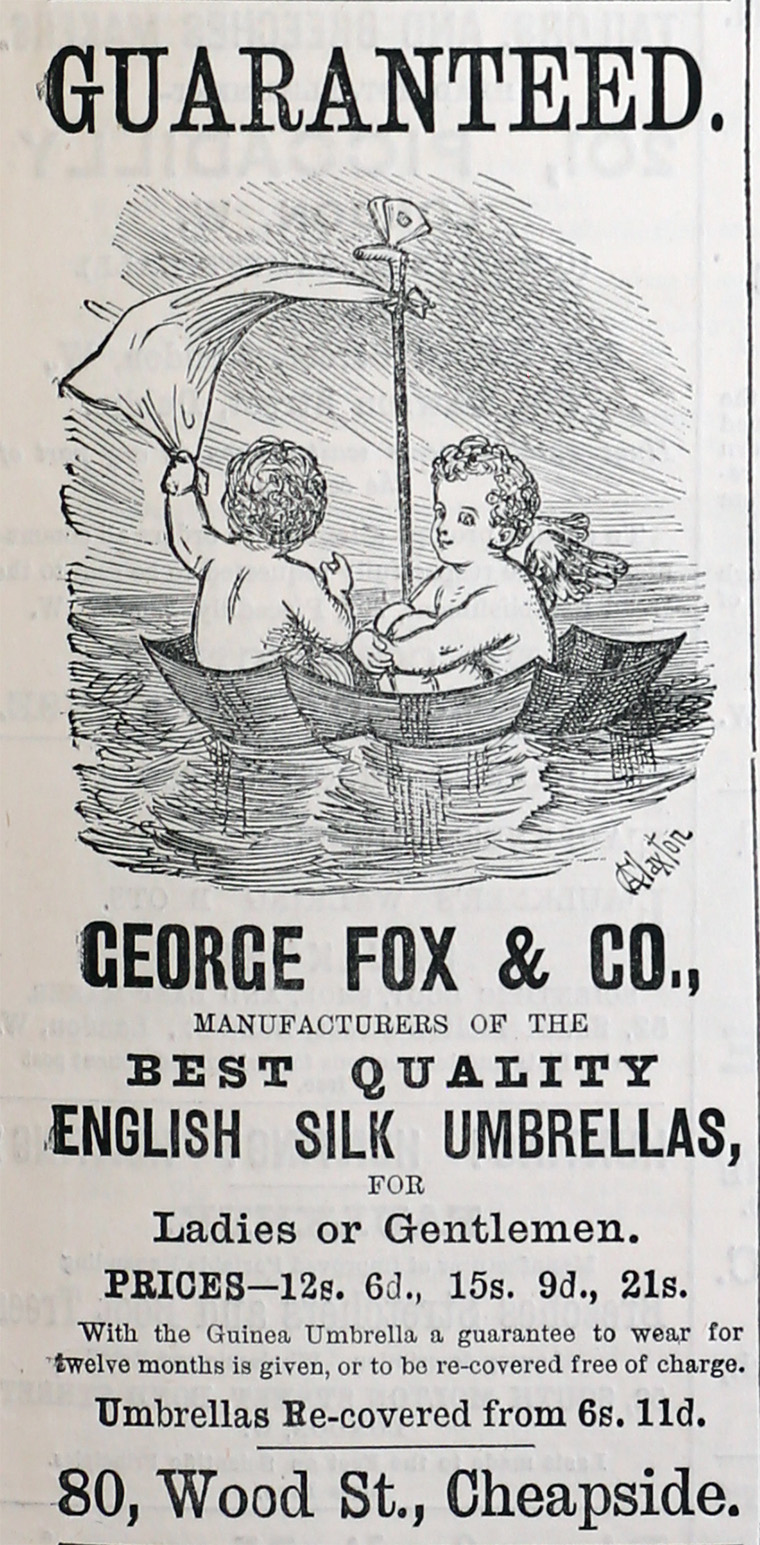 GUARANTEED.
GEORGE FOX & CO.,
MANUFACTURERS OF THE
BEST QUALITY
ENGLISH SILK UMBRELLAS,
FOR
Ladies or Gentlemen.
PRICES—12s. 6d., 15s. 9d., 21s.
With the Guinea Umbrella a guarantee to wear for
twelve months is given, or to be re-covered free of charge.
Umbrellas Re-covered from 6s. 11d.
80, Wood St., Cheapside.